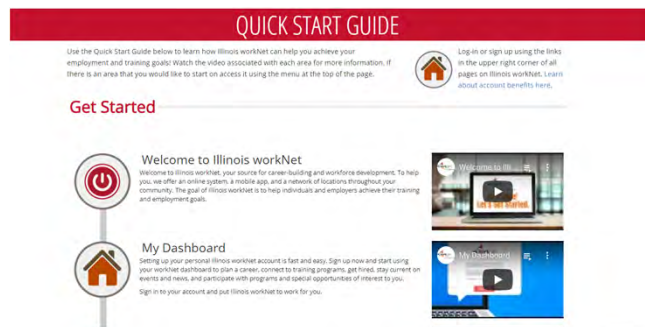 QUICK START GUIDE
Use the Quick Start Guide below to learn how Illinois workNet can help you achieve your
employment and training goals! Watch the video associated with each area for more information. If
there is an area that you would like to start on access it using the menu at the top of the page.
Log-in or sign up using the links
in the upper right corner of all
pages on Illinois workNet. Learn
about account benefits here.
Get Started
Welcome to Illinois workNet
Welcome to Illinois workNet, your source for career-building and workforce development. To help
you, we offer an online system, a mobile app, and a network of locations throughout your
community. The goal of Illinois workNet is to help individuals and employers achieve their training
and employment goals.
Welcome to Illi...
Let's Get Started.
My Dashboard
Setting up your personal Illinois workNet account is fast and easy. Sign up now and start using
your workNet dashboard to plan a career, connect to training programs, get hired, stay current on
events and news, and participate with programs and special opportunities of interest to you.
Sign in to your account and put Illinois workNet to work for you.
My Dashboard